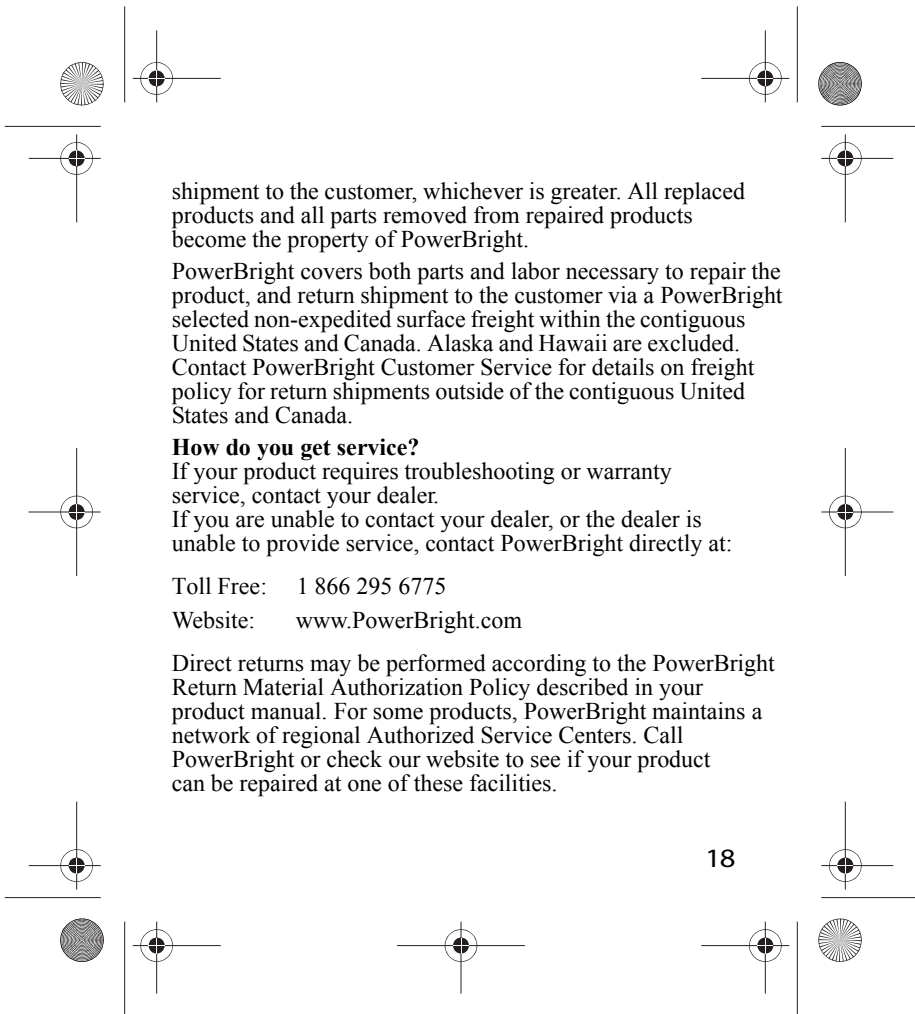 shipment to the customer, whichever is greater. All replaced
products and all parts removed from repaired products
become the property of PowerBright.
PowerBright covers both parts and labor necessary to repair the
product, and return shipment to the customer via a PowerBright
selected non-expedited surface freight within the contiguous
United States and Canada. Alaska and Hawaii are excluded.
Contact PowerBright Customer Service for details on freight
policy for return shipments outside of the contiguous United
States and Canada.
How do you get service?
If your product requires troubleshooting or warranty
service, contact your dealer.
If you are unable to contact your dealer, or the dealer is
unable to provide service, contact PowerBright directly at:
Toll Free: 1 866 295 6775
Website: www.PowerBright.com
Direct returns may be performed according to the PowerBright
Return Material Authorization Policy described in your
product manual. For some products, PowerBright maintains a
network of regional Authorized Service Centers. Call
PowerBright or check our website to see if your product
can be repaired at one of these facilities.
18